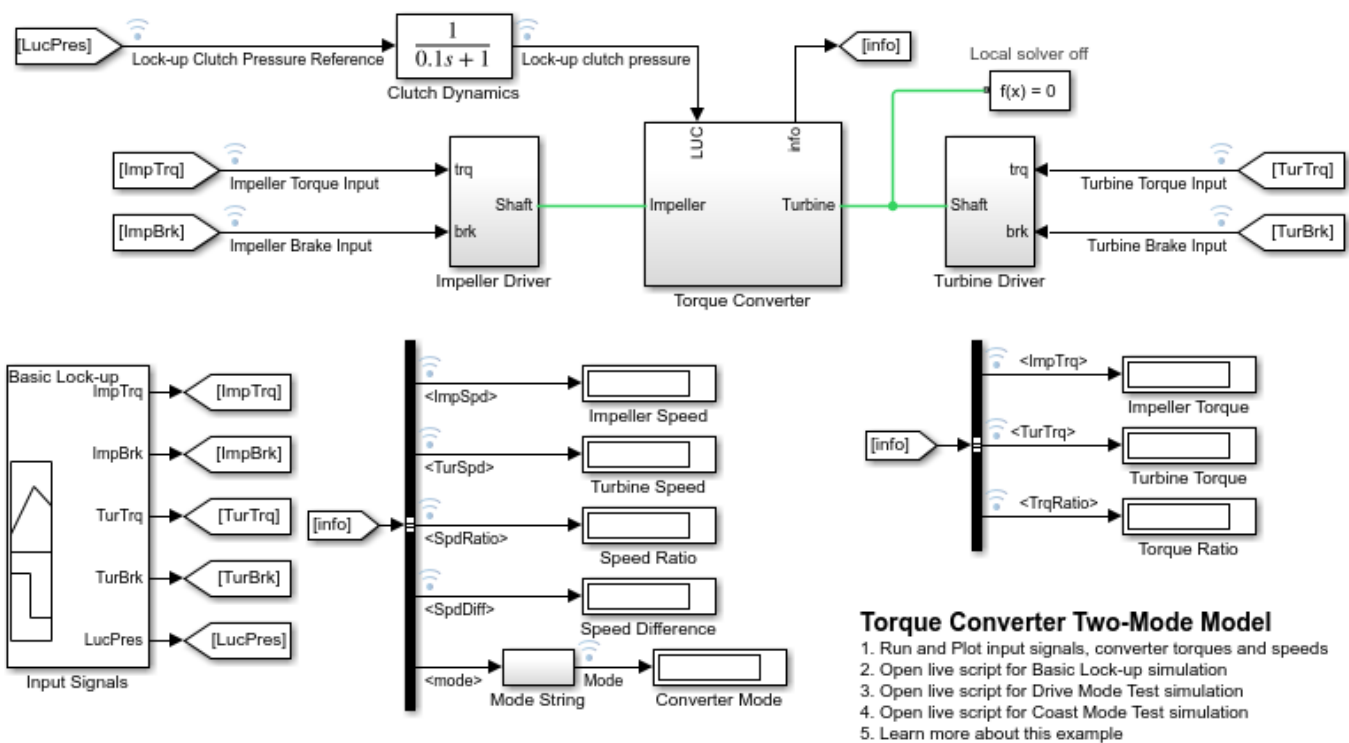 [LucPres]
Lock-up Clutch Pressure Reference
1
0.1s + 1
Clutch Dynamics
Lock-up clutch pressure
[info]
Local solver off
f(x) = 0
LUC
info
[ImpTrq]
Impeller Torque Input
trq
[ImpBrk]
Impeller Brake Input
brk
Shaft
Impeller Driver
Impeller
Turbine
Torque Converter
Shaft
trq
brk
Turbine Driver
Turbine Torque Input
[TurTrq]
Turbine Brake Input
[TurBrk]
Basic Lock-up
ImpTrq
[ImpTrq]
ImpBrk
[ImpBrk]
TurTrq
[TurTrq]
TurBrk
[TurBrk]
LucPres
[LucPres]
Input Signals
[info]
<ImpSpd>
Impeller Speed
<TurSpd>
Turbine Speed
<SpdRatio>
Speed Ratio
<SpdDiff>
Speed Difference
<mode>
Mode String
Mode
Converter Mode
[info]
<ImpTrq>
Impeller Torque
<TurTrq>
Turbine Torque
<TrqRatio>
Torque Ratio
Torque Converter Two-Mode Model
1. Run and Plot input signals, converter torques and speeds
2. Open live script for Basic Lock-up simulation
3. Open live script for Drive Mode Test simulation
4. Open live script for Coast Mode Test simulation
5. Learn more about this example